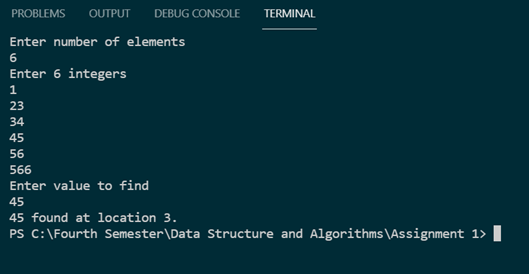 PROBLEMS OUTPUT DEBUG CONSOLE TERMINAL
Enter number of elements
6
Enter 6 integers
1
23
34
45
56
566
Enter value to find
45
45 found at location 3.
PS C:\Fourth Semester\Data Structure and Algorithms\Assignment 1>